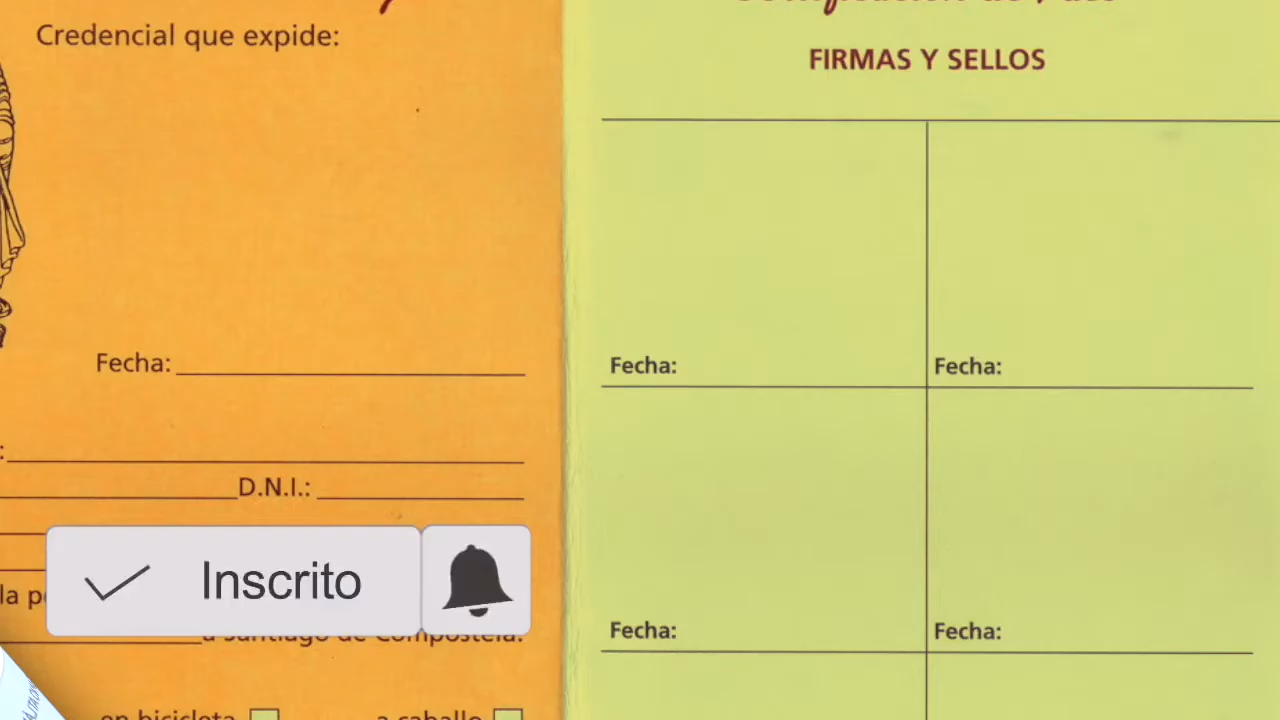 Credencial que expide:
Fecha:
D.N.I.:
Inscrito
a Santiago de Compostela.
en bicicleta
a caballo
FIRMAS Y SELLOS
Fecha: Fecha:
Fecha: Fecha: